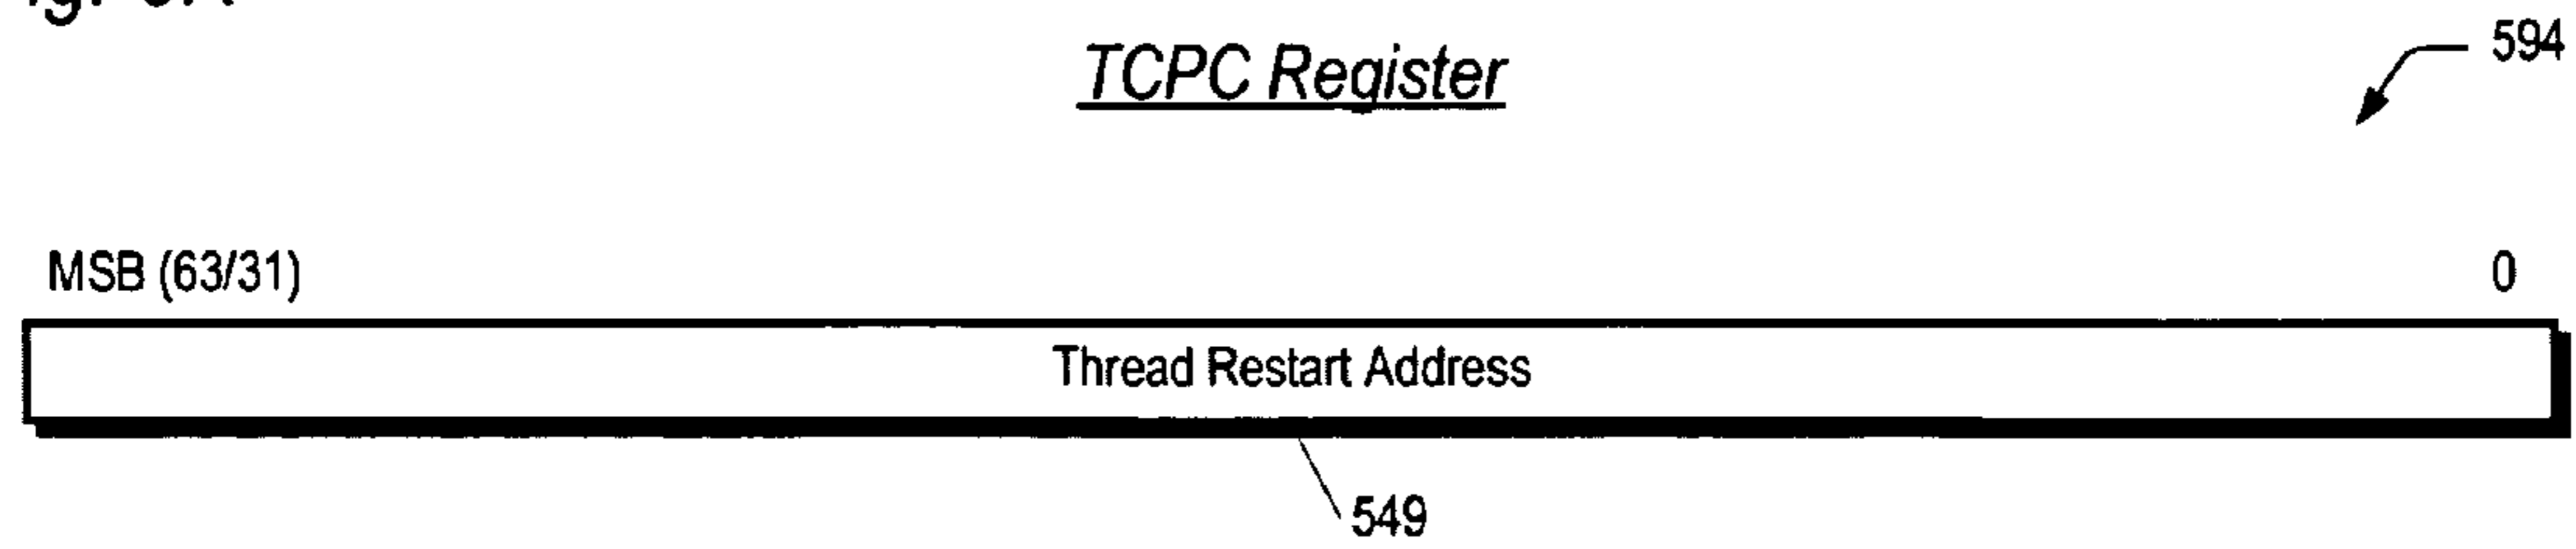 TCPC Register
594
MSB (63/31)
0
Thread Restart Address
549